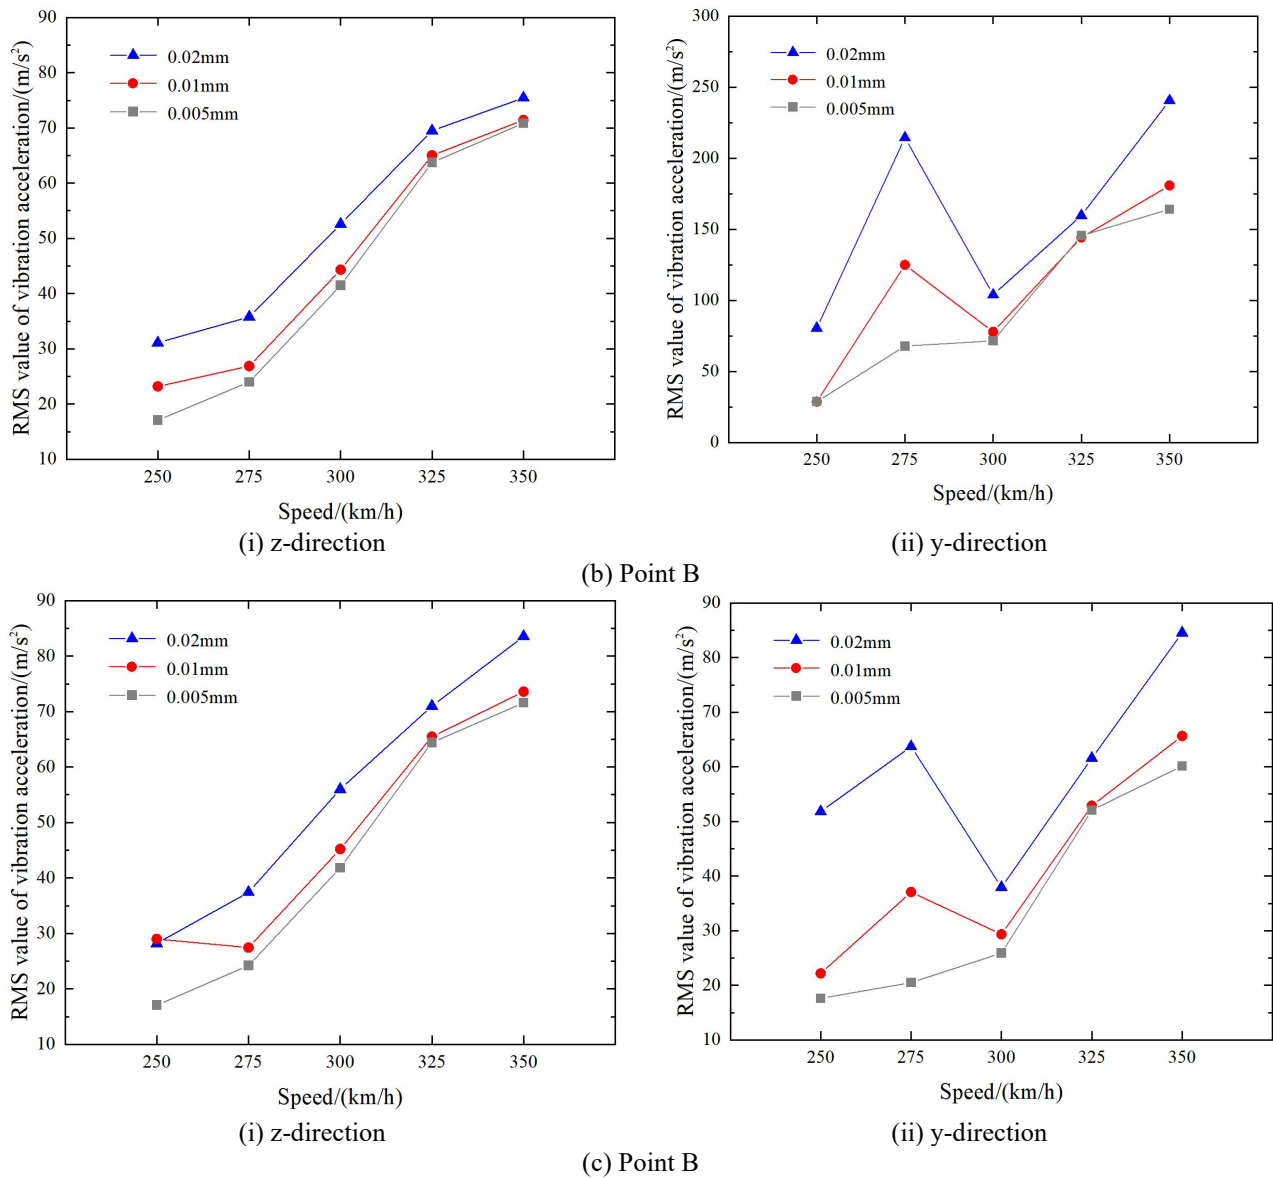 90
80
70
60
50
40
30
20
10
RMS value of vibration acceleration/(m/s²)
0.02mm
0.01mm
0.005mm
250 275 300 325 350
Speed/(km/h)
(i) z-direction
300
250
200
150
100
50
0
RMS value of vibration acceleration/(m/s²)
0.02mm
0.01mm
0.005mm
250 275 300 325 350
Speed/(km/h)
(ii) y-direction
(b) Point B
90
80
70
60
50
40
30
20
10
RMS value of vibration acceleration/(m/s²)
0.02mm
0.01mm
0.005mm
250 275 300 325 350
Speed/(km/h)
(i) z-direction
90
80
70
60
50
40
30
20
10
RMS value of vibration acceleration/(m/s²)
0.02mm
0.01mm
0.005mm
250 275 300 325 350
Speed/(km/h)
(ii) y-direction
(c) Point B